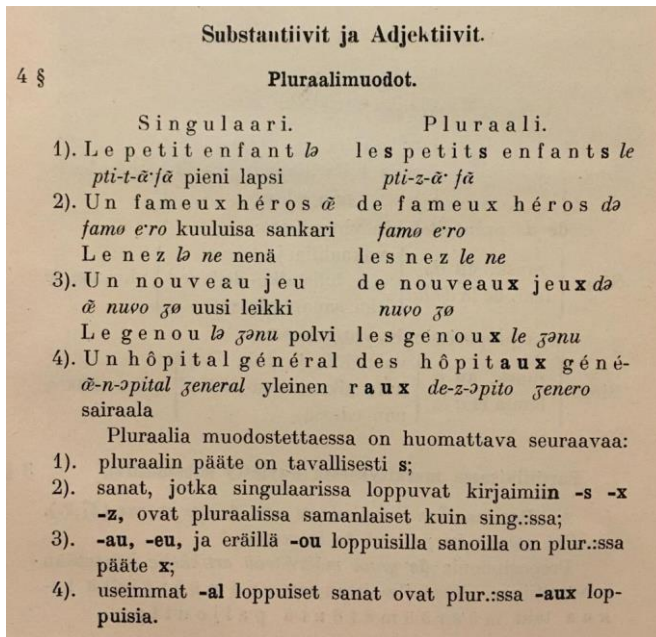 Substantiivit ja Adjektiivit.
4 § Pluraalimuodot.
Singulaari. Pluraali.
1). Le petit enfant lə les petits enfants le
pti-t-ɑ̃·fɑ̃ pieni lapsi pti-z-ɑ̃· fɑ̃
2). Un fameux héros œ̃ de fameux héros də
famø e·ro kuuluisa sankari famø e·ro
Le nez lə ne nenä les nez le ne
3). Un nouveau jeu de nouveaux jeux də
œ̃ nuvo ʒø uusi leikki nuvo ʒø
Le genou lə ʒənu polvi les genoux le ʒənu
4). Un hôpital général des hôpitaux géné-
œ̃-n-ɔpital ʒeneral yleinen raux de-z-ɔpito ʒenero
sairaala
Pluraalia muodostettaessa on huomattava seuraavaa:
1). pluraalin pääte on tavallisesti s;
2). sanat, jotka singulaarissa loppuvat kirjaimiin -s -x
-z, ovat pluraalissa samanlaiset kuin sing.:ssa;
3). -au, -eu, ja eräillä -ou loppuisilla sanoilla on plur.:ssa
pääte x;
4). useimmat -al loppuiset sanat ovat plur.:ssa -aux lop-
puisia.